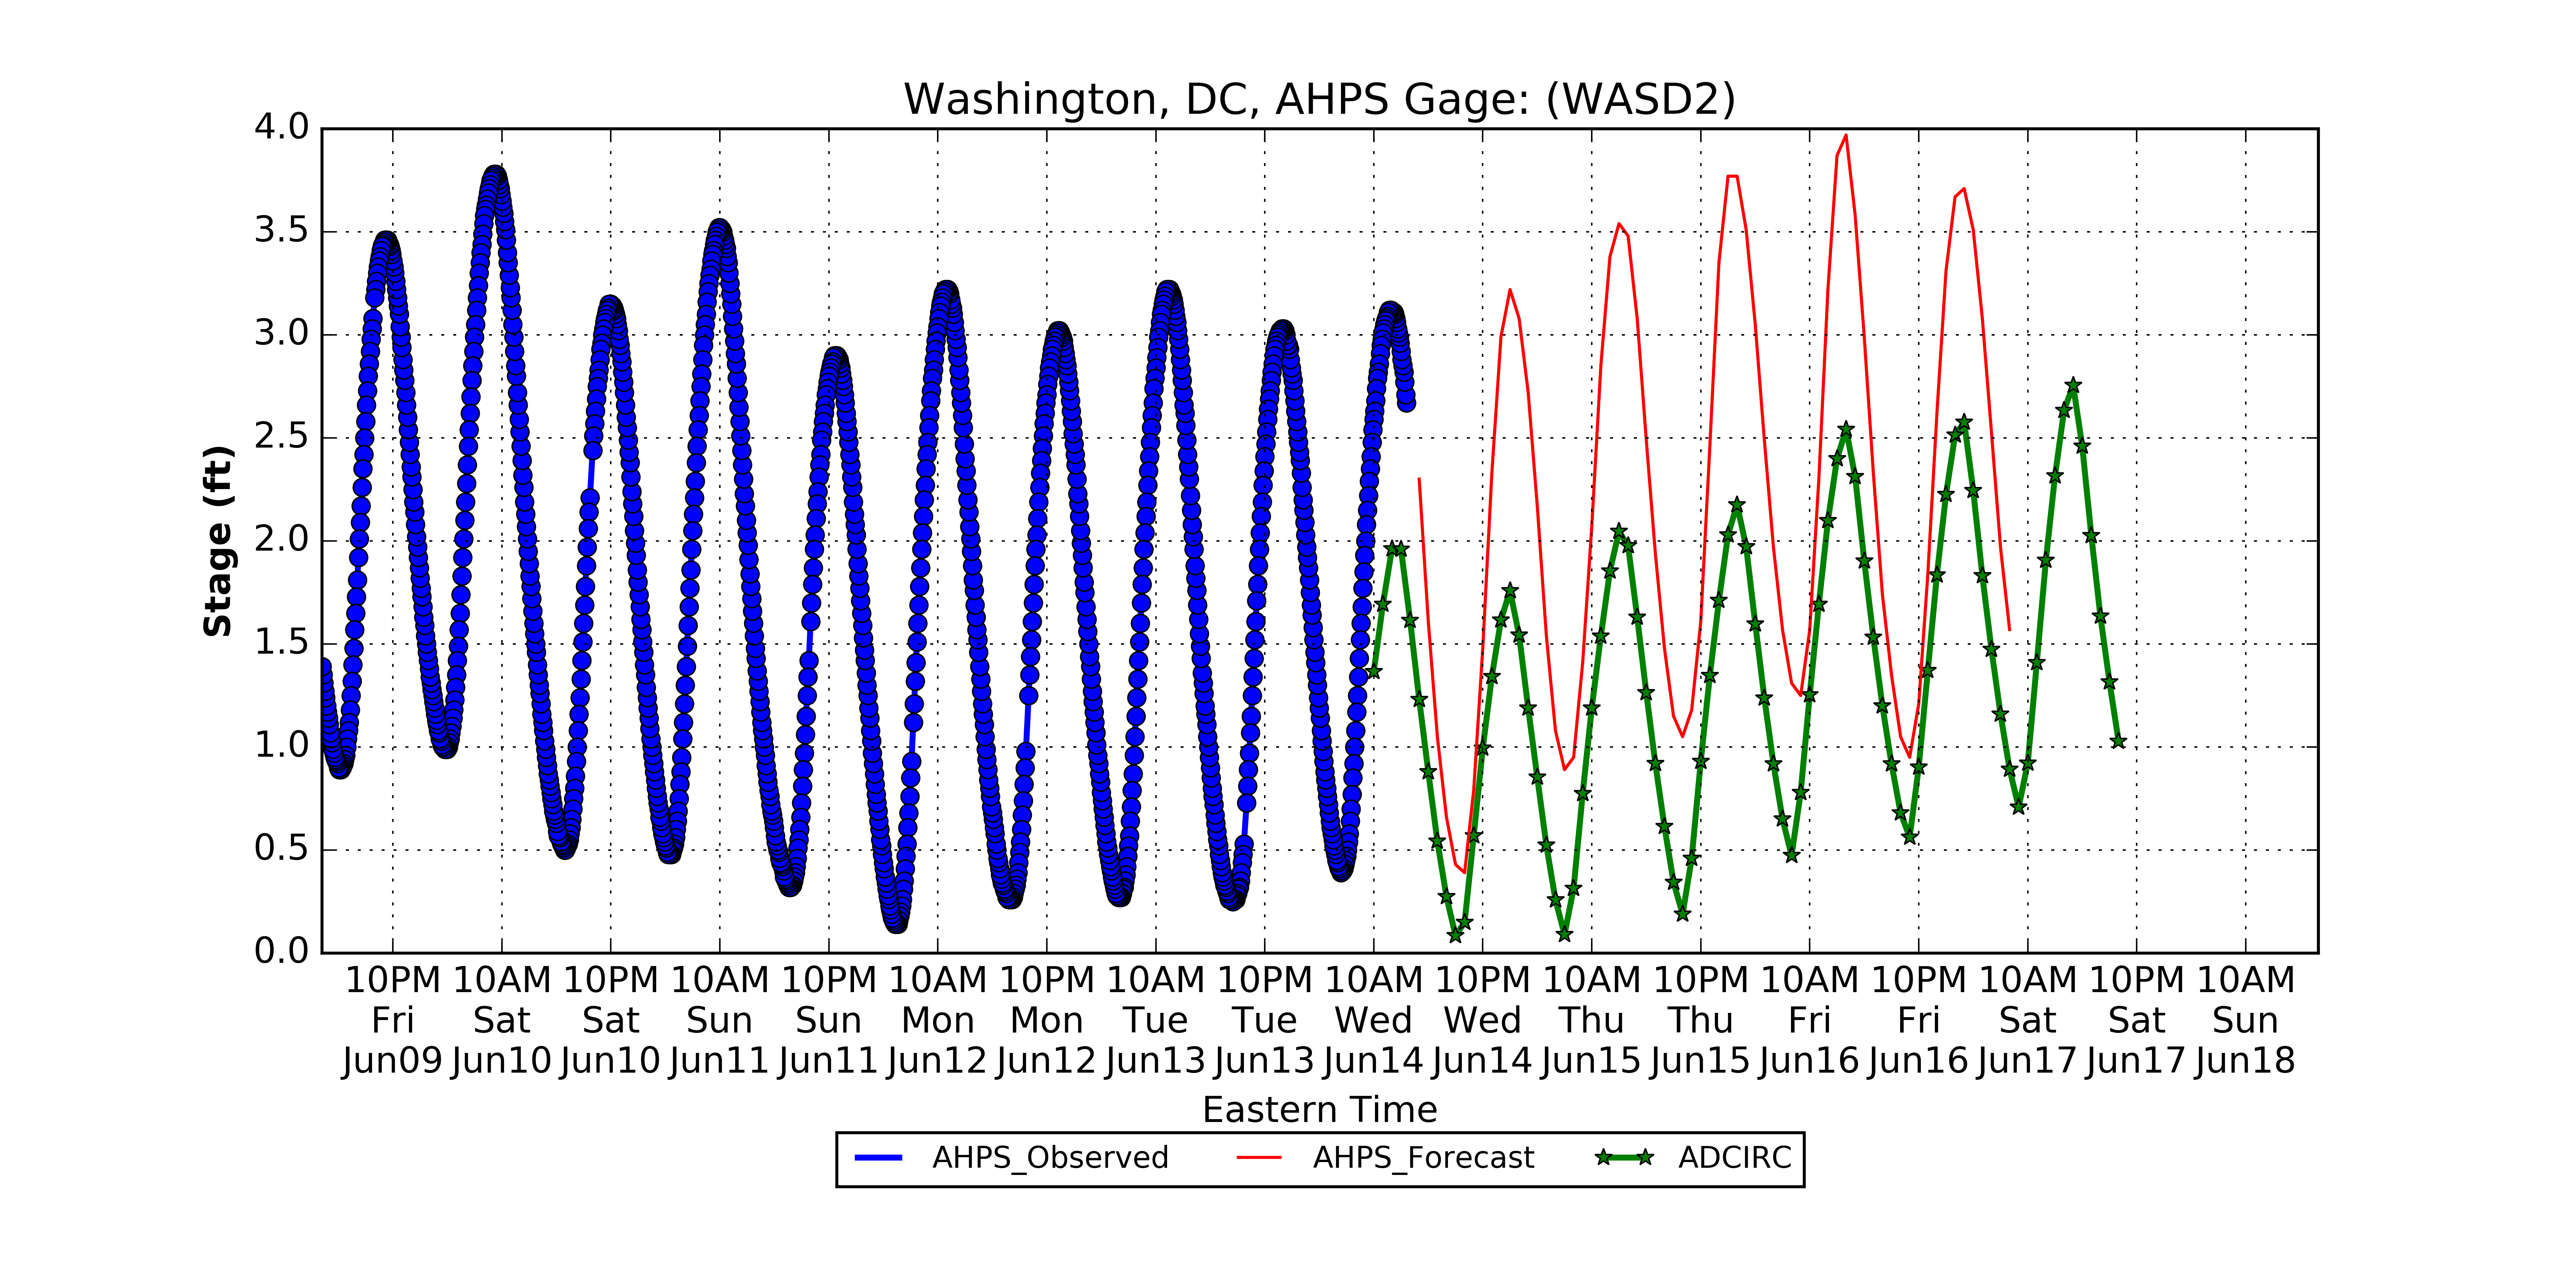 Washington, DC, AHPS Gage: (WASD2)
4.0
3.5
3.0
2.5
2.0
1.5
1.0
0.5
0.0
Stage (ft)
10PM 10AM 10PM 10AM 10PM 10AM 10PM 10AM 10PM 10AM 10PM 10AM 10PM 10AM 10PM 10AM 10PM 10AM
Fri Sat Sat Sun Sun Mon Mon Tue Tue Wed Wed Thu Thu Fri Fri Sat Sat Sun
Jun09 Jun10 Jun10 Jun11 Jun11 Jun12 Jun12 Jun13 Jun13 Jun14 Jun14 Jun15 Jun15 Jun16 Jun16 Jun17 Jun17 Jun18
Eastern Time
AHPS_Observed AHPS_Forecast ADCIRC